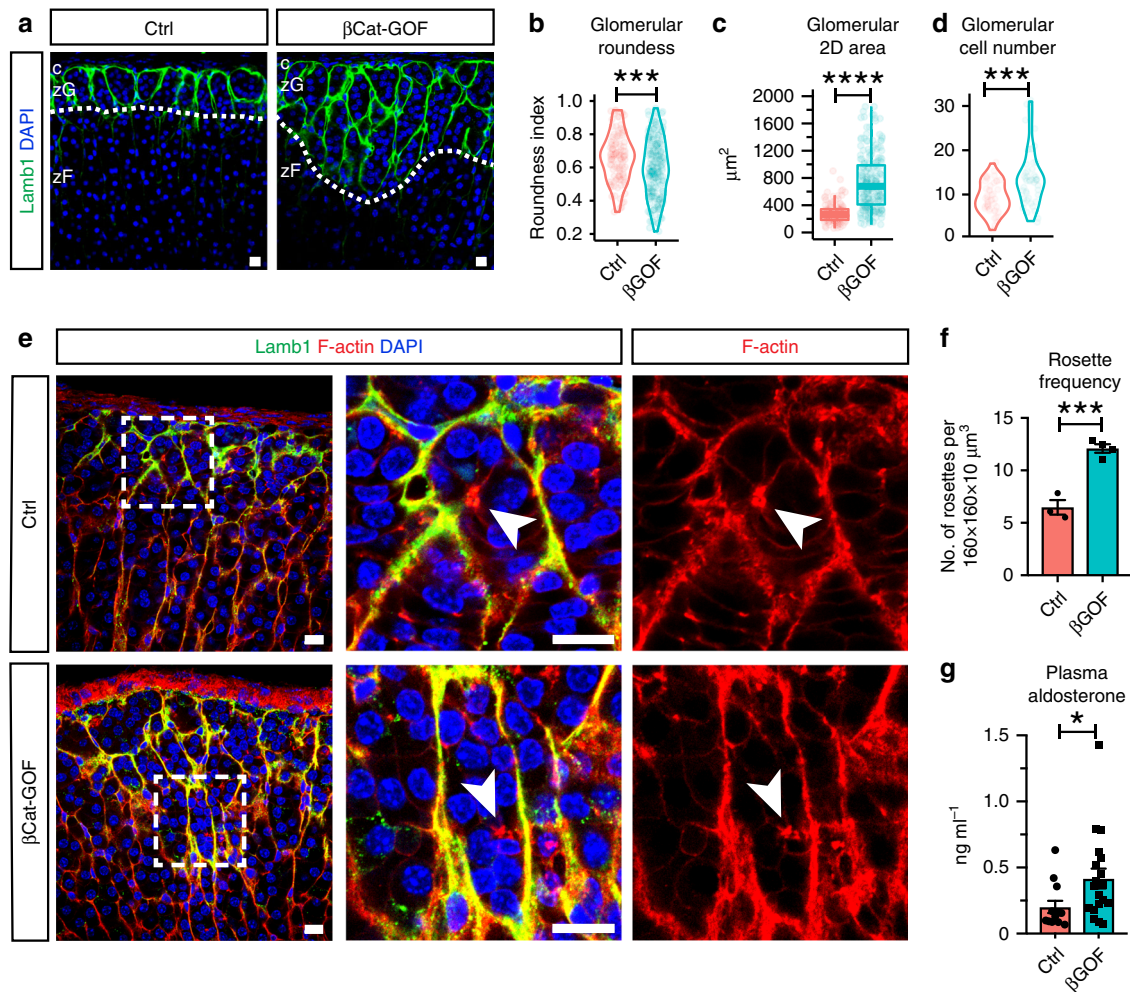 a
Ctrl
βCat-GOF
Lamb1 DAPI
c
zG
zF
c
zG
zF
b
Glomerular
roundess
***
Roundness index
1.0
0.8
0.6
0.4
0.2
Ctrl
βGOF
c
Glomerular
2D area
****
μm²
2000
1600
1200
800
400
0
Ctrl
βGOF
d
Glomerular
cell number
***
30
20
10
0
Ctrl
βGOF
e
Lamb1 F-actin DAPI
F-actin
Ctrl
βCat-GOF
f
Rosette
frequency
***
No. of rosettes per
160×160×10 μm³
15
10
5
0
Ctrl
βGOF
g
Plasma
aldosterone
*
ng ml⁻¹
1.5
1.0
0.5
0
Ctrl
βGOF